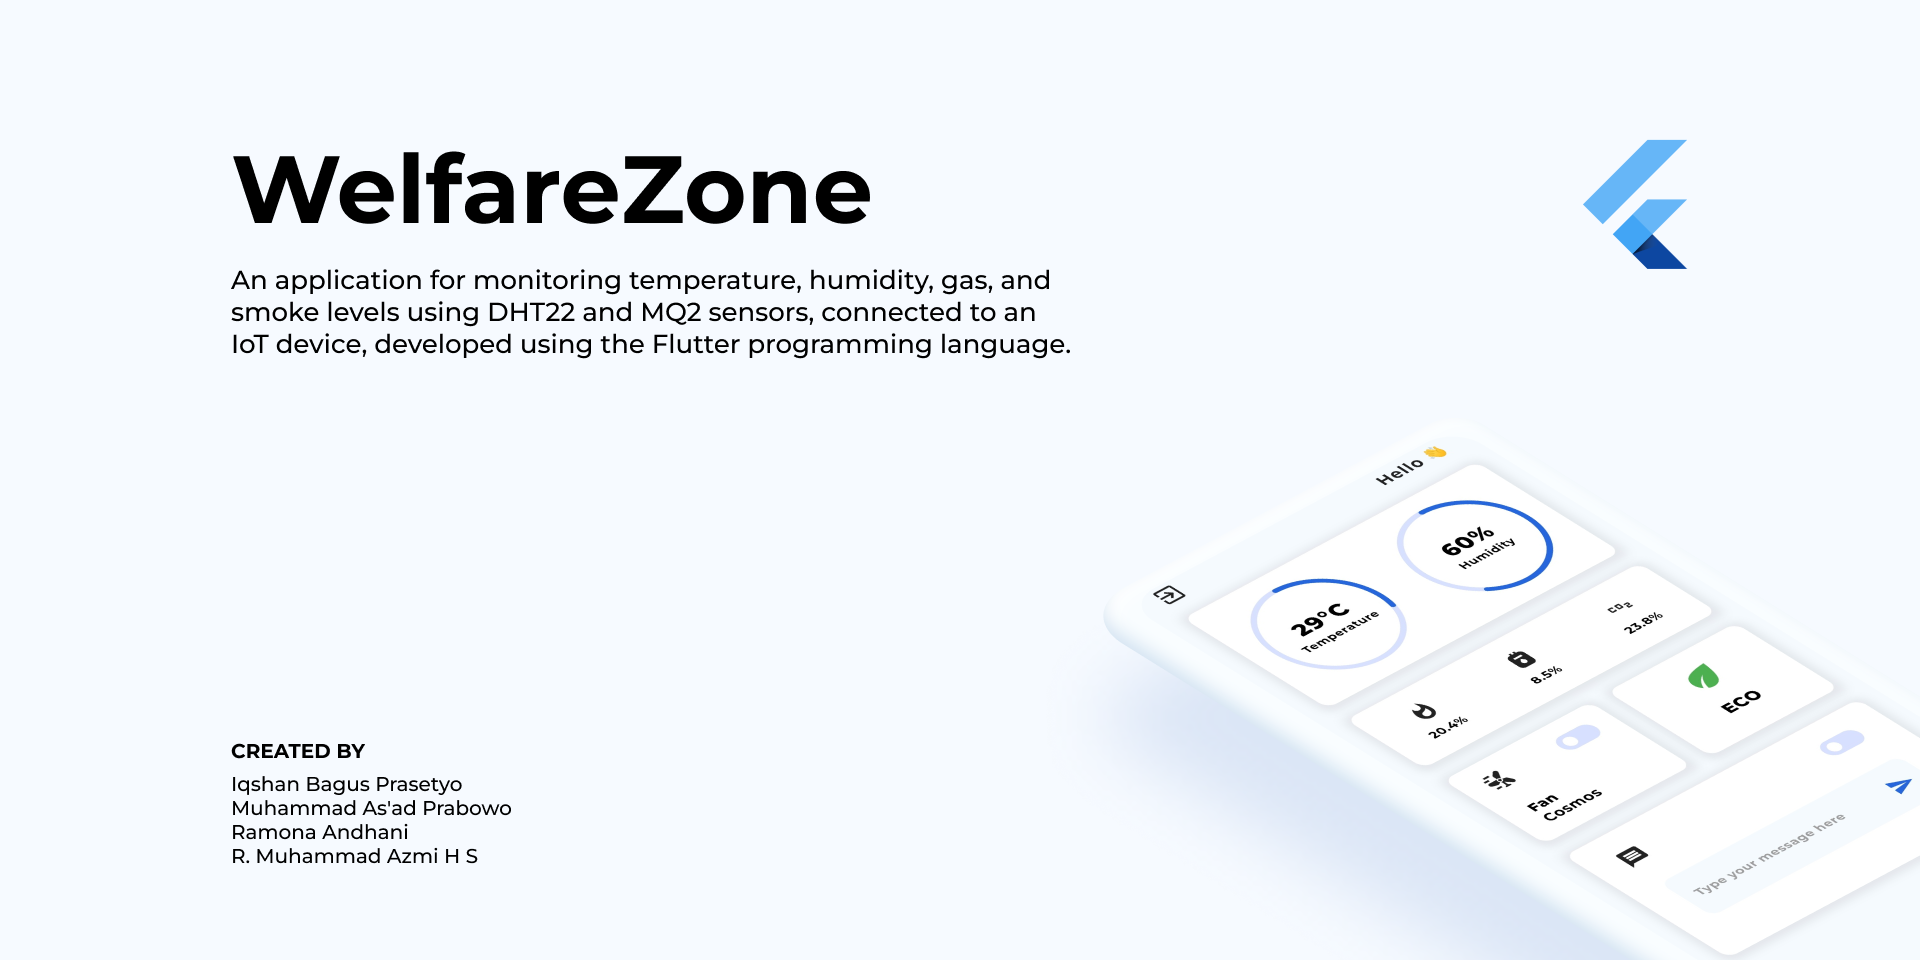 WelfareZone
An application for monitoring temperature, humidity, gas, and
smoke levels using DHT22 and MQ2 sensors, connected to an
IoT device, developed using the Flutter programming language.
CREATED BY
Iqshan Bagus Prasetyo
Muhammad As'ad Prabowo
Ramona Andhani
R. Muhammad Azmi H S
Hello 👋
29°C
Temperature
60%
Humidity
20.4%
8.5%
CO2
23.8%
Fan
Cosmos
ECO
Type your message here